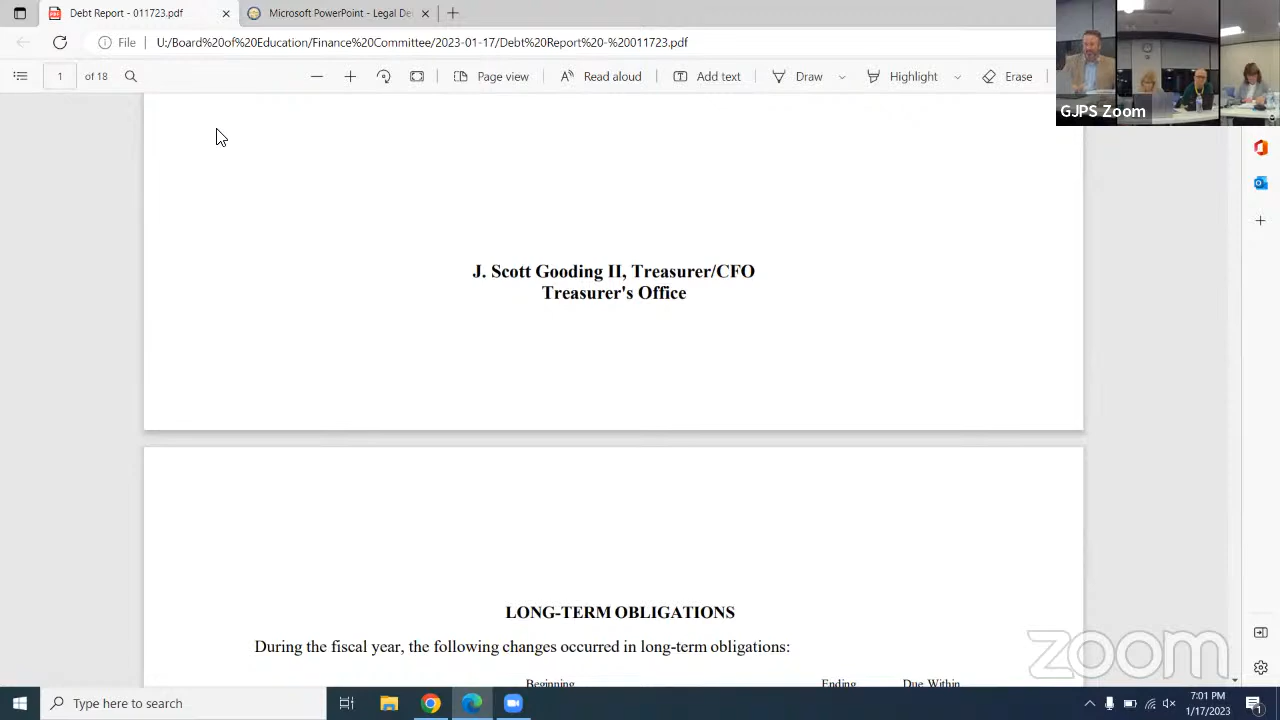 Debt Report - 011723.pdf
Microsoft PowerPoint - Legal De
File
U:/Board%20of%20Education/Finance%20Committee/2023-01-17/Debt%20Report%20-%20011723.pdf
1 of 18
Page view
Read aloud
Add text
Draw
Highlight
Erase
GJPS Zoom
J. Scott Gooding II, Treasurer/CFO
Treasurer's Office
LONG-TERM OBLIGATIONS
During the fiscal year, the following changes occurred in long-term obligations:
Beginning Ending Due Within
zoom
Type here to search
7:01 PM
1/17/2023
1